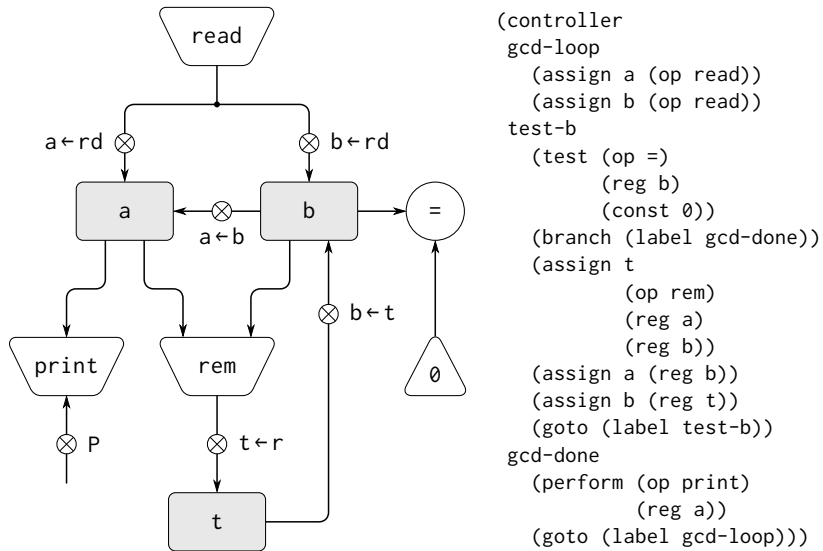 read
a←rd
b←rd
a
b
=
a←b
b←t
print
rem
0
P
t←r
t
(controller
gcd-loop
(assign a (op read))
(assign b (op read))
test-b
(test (op =)
(reg b)
(const 0))
(branch (label gcd-done))
(assign t
(op rem)
(reg a)
(reg b))
(assign a (reg b))
(assign b (reg t))
(goto (label test-b))
gcd-done
(perform (op print)
(reg a))
(goto (label gcd-loop)))